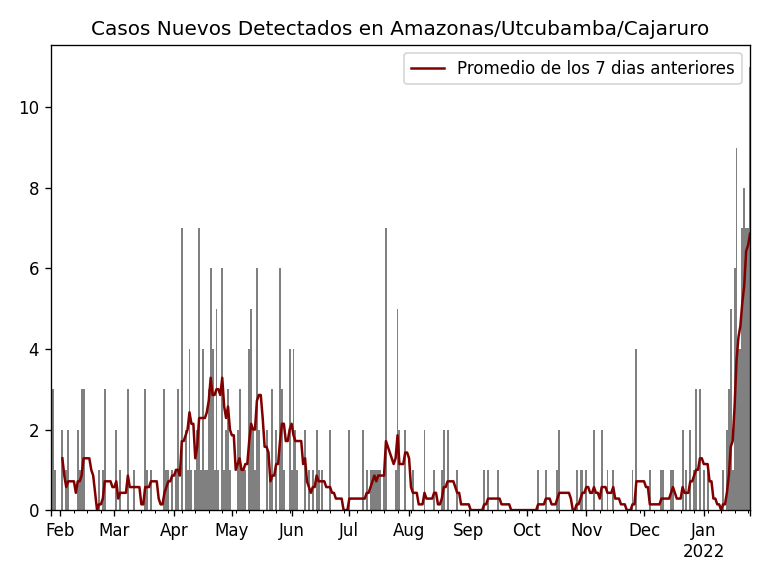 Casos Nuevos Detectados en Amazonas/Utcubamba/Cajaruro
Promedio de los 7 dias anteriores
10
8
6
4
2
0
Feb Mar Apr May Jun Jul Aug Sep Oct Nov Dec Jan
2022